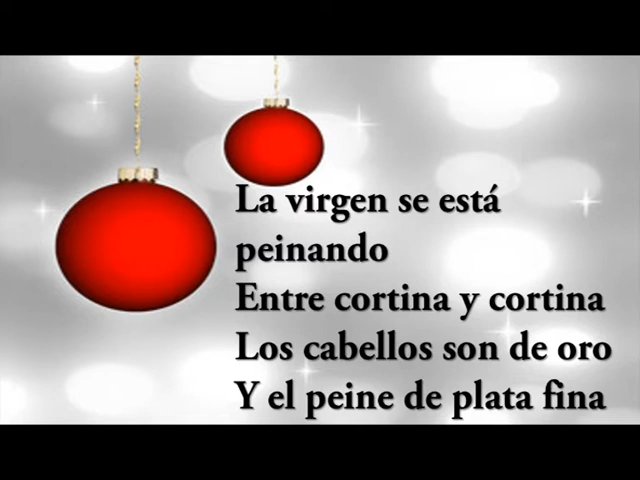 La virgen se está
peinando
Entre cortina y cortina
Los cabellos son de oro
Y el peine de plata fina